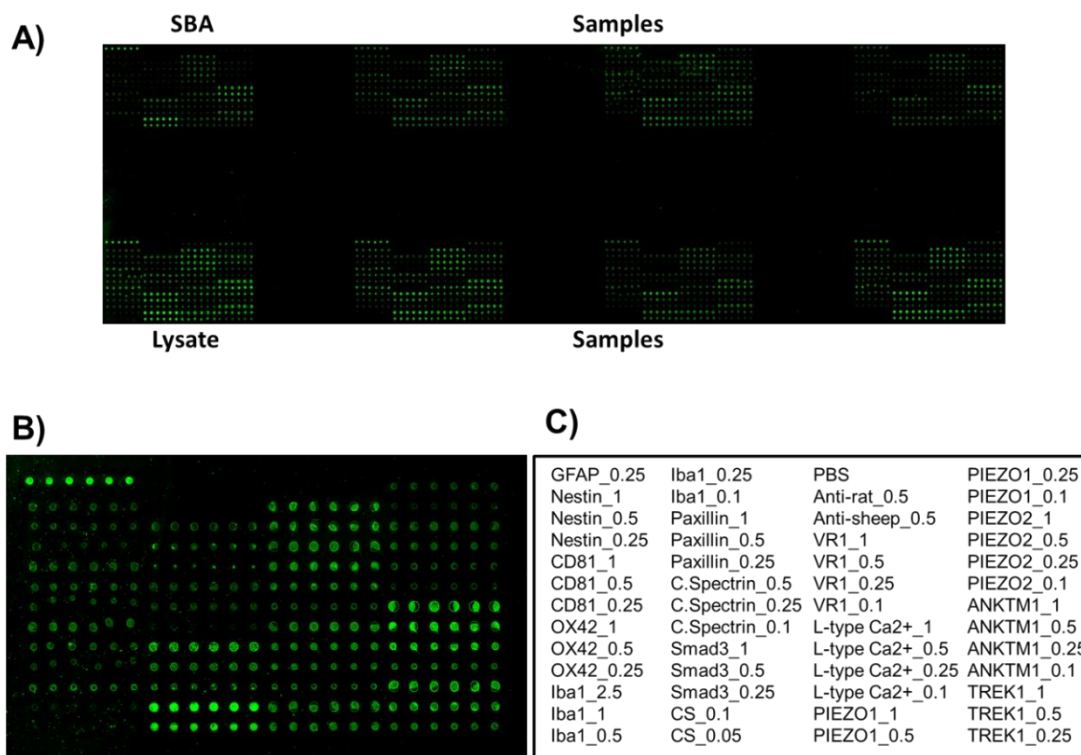 A)
SBA
Samples
Lysate
Samples
B)
C)
GFAP_0.25 Iba1_0.25 PBS PIEZO1_0.25
Nestin_1 Iba1_0.1 Anti-rat_0.5 PIEZO1_0.1
Nestin_0.5 Paxillin_1 Anti-sheep_0.5 PIEZO2_1
Nestin_0.25 Paxillin_0.5 VR1_1 PIEZO2_0.5
CD81_1 Paxillin_0.25 VR1_0.5 PIEZO2_0.25
CD81_0.5 C.Spectrin_0.5 VR1_0.25 PIEZO2_0.1
CD81_0.25 C.Spectrin_0.25 VR1_0.1 ANKTM1_1
OX42_1 C.Spectrin_0.1 L-type Ca2+_1 ANKTM1_0.5
OX42_0.5 Smad3_1 L-type Ca2+_0.5 ANKTM1_0.25
OX42_0.25 Smad3_0.5 L-type Ca2+_0.25 ANKTM1_0.1
Iba1_2.5 Smad3_0.25 L-type Ca2+_0.1 TREK1_1
Iba1_1 CS_0.1 PIEZO1_1 TREK1_0.5
Iba1_0.5 CS_0.05 PIEZO1_0.5 TREK1_0.25